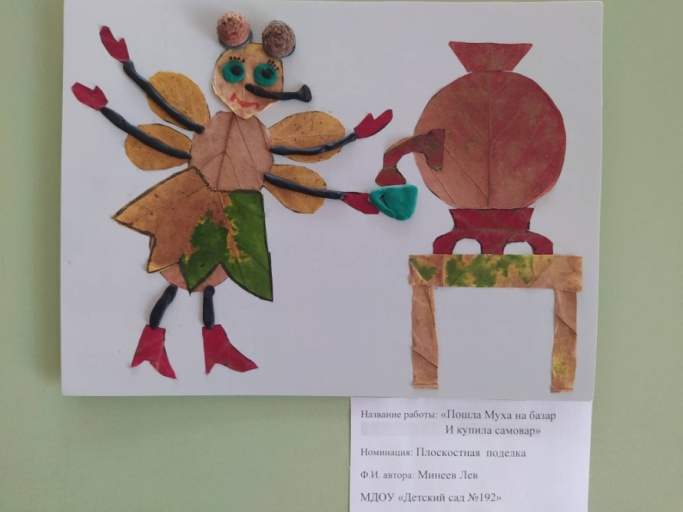 Название работы: «Пошла Муха на базар
И купила самовар»
Номинация: Плоскостная поделка
Ф.И. автора: Минеев Лев
МДОУ «Детский сад №192»